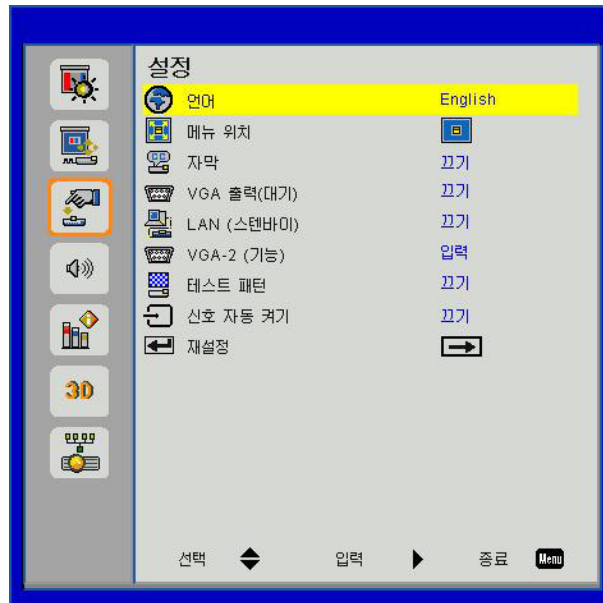 설정
언어 English
메뉴 위치
자막 끄기
VGA 출력(대기) 끄기
LAN (스텐바이) 끄기
VGA-2 (기능) 입력
테스트 패턴 끄기
신호 자동 켜기 끄기
재설정
3D
선택 입력 종료 Menu